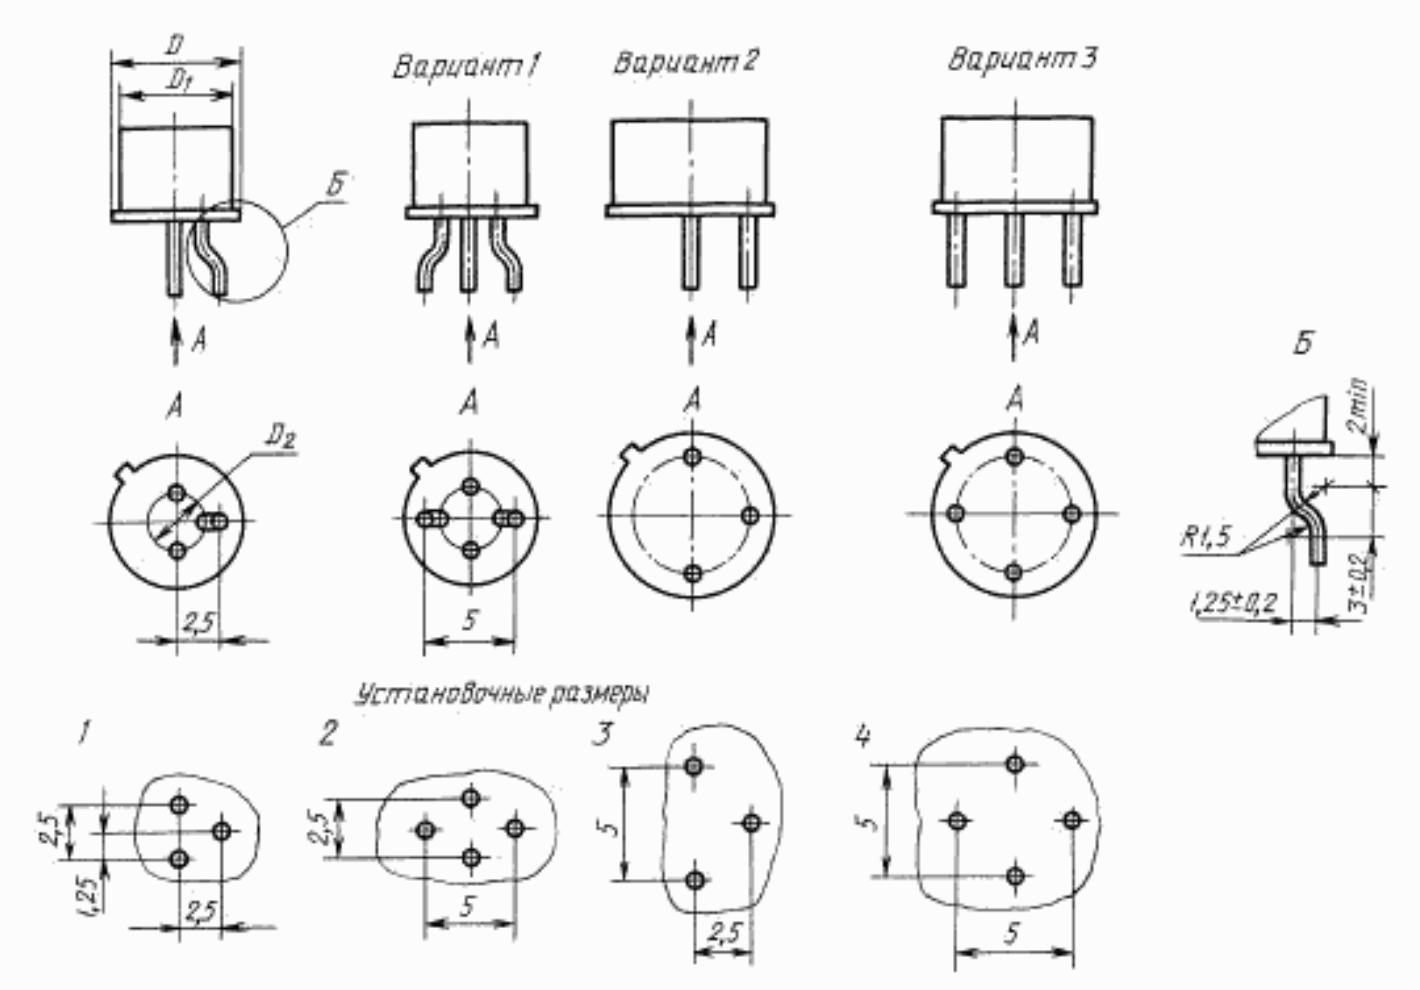 D
D1
Вариант 1
Вариант 2
Вариант 3
Б
А
А
А
А
Б
А
А
А
А
D2
2 min
R1,5
1,25±0,2
3±0,2
2,5
5
Установочные размеры
1
2
3
4
2,5
1,25
2,5
2,5
5
5
2,5
5
5